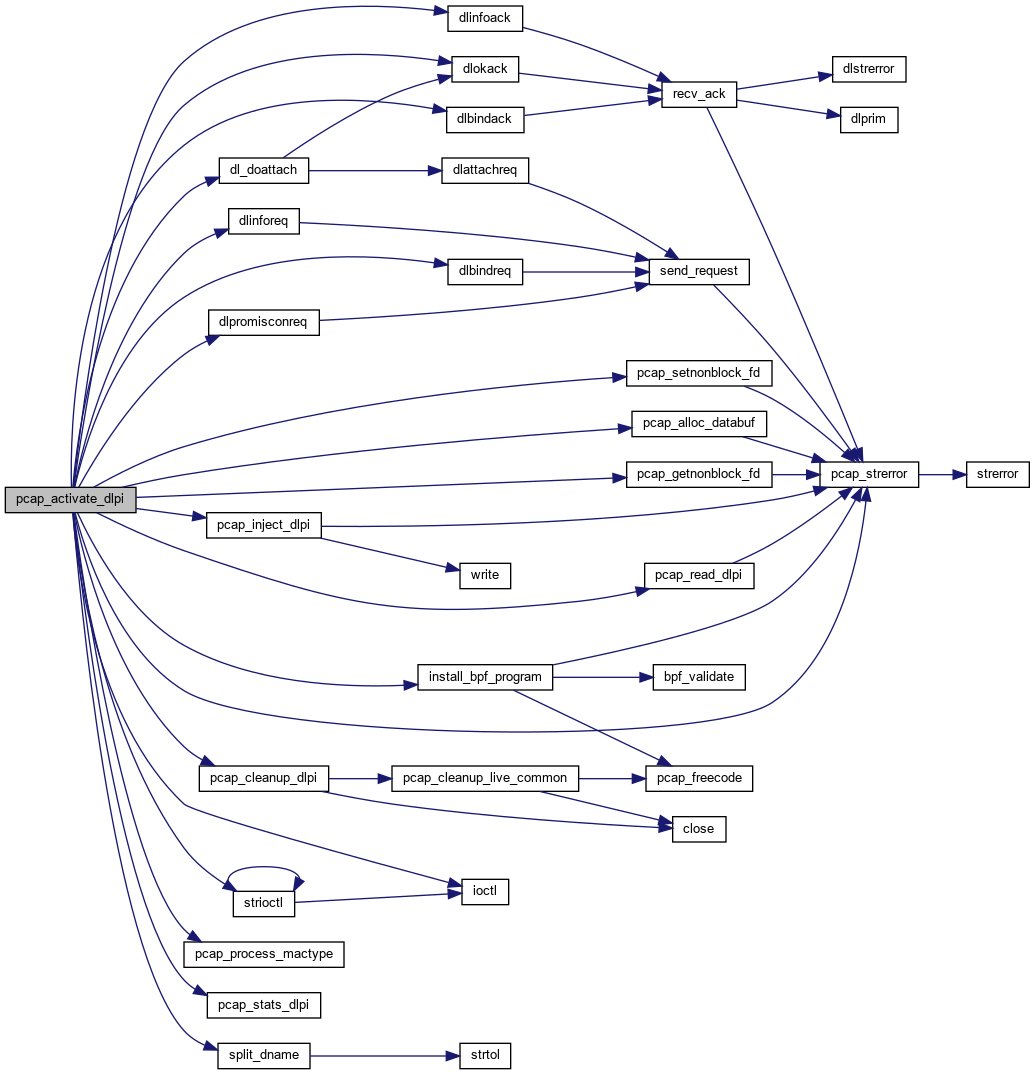 dlinfoack
dlokack
dlstrerror
recv_ack
dlbindack
dlprim
dl_doattach
dlattachreq
dlinforeq
dlbindreq
send_request
dlpromisconreq
pcap_setnonblock_fd
pcap_alloc_databuf
pcap_getnonblock_fd
pcap_strerror
strerror
pcap_activate_dlpi
pcap_inject_dlpi
write
pcap_read_dlpi
install_bpf_program
bpf_validate
pcap_cleanup_dlpi
pcap_cleanup_live_common
pcap_freecode
close
ioctl
strioctl
pcap_process_mactype
pcap_stats_dlpi
split_dname
strtol